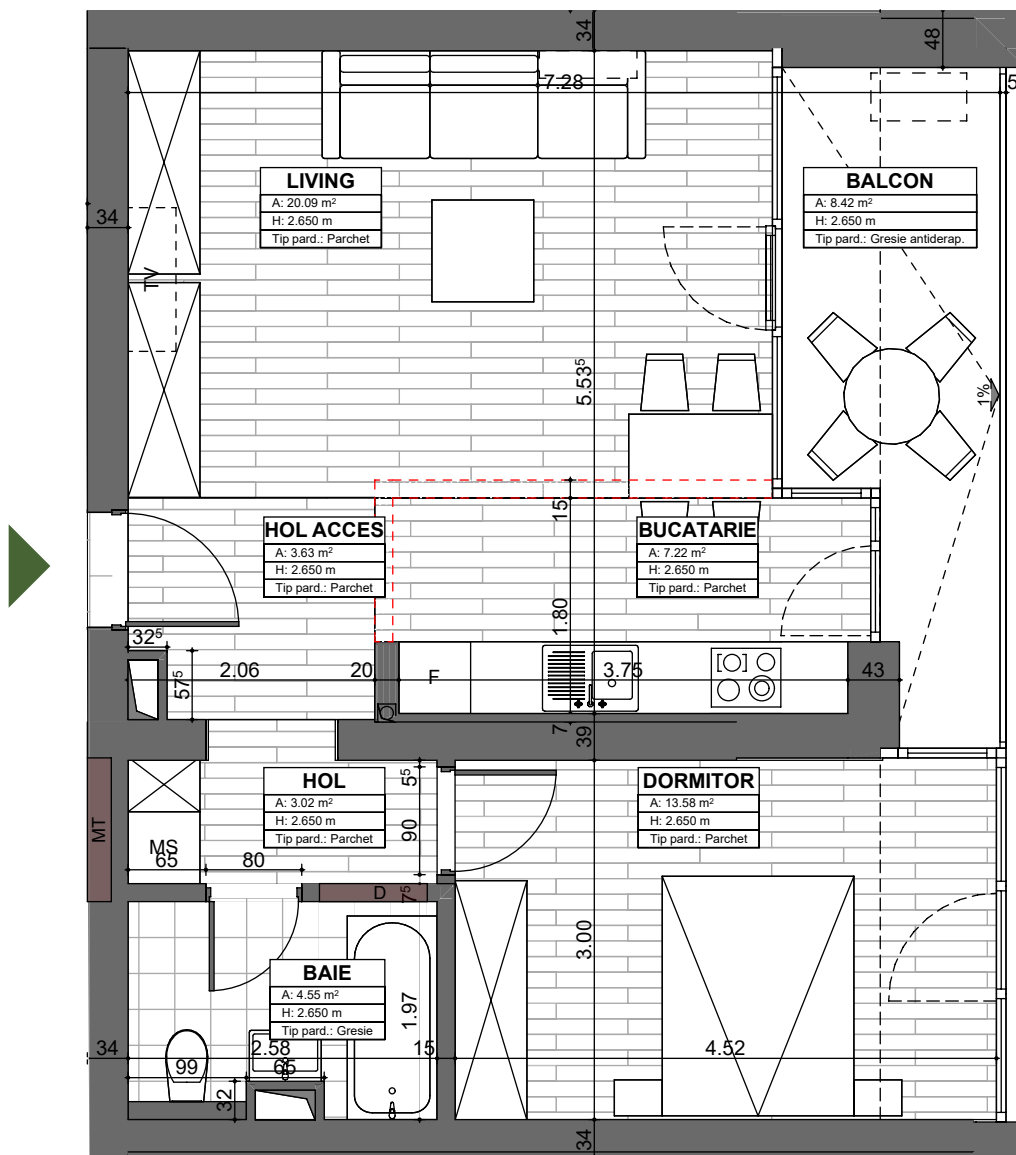 34
48
7.28
5
LIVING
A: 20.09 m²
H: 2.650 m
Tip pard.: Parchet
BALCON
A: 8.42 m²
H: 2.650 m
Tip pard.: Gresie antiderap.
34
TV
5.53⁵
1%
15
HOL ACCES
A: 3.63 m²
H: 2.650 m
Tip pard.: Parchet
BUCATARIE
A: 7.22 m²
H: 2.650 m
Tip pard.: Parchet
1.80
32⁵
57⁵
2.06
20
F
3.75
43
7
39
HOL
A: 3.02 m²
H: 2.650 m
Tip pard.: Parchet
DORMITOR
A: 13.58 m²
H: 2.650 m
Tip pard.: Parchet
5⁵
90
MT
MS
65
80
D
7⁵
3.00
BAIE
A: 4.55 m²
H: 2.650 m
Tip pard.: Gresie
1.97
34
2.58
15
4.52
99
65
32
34